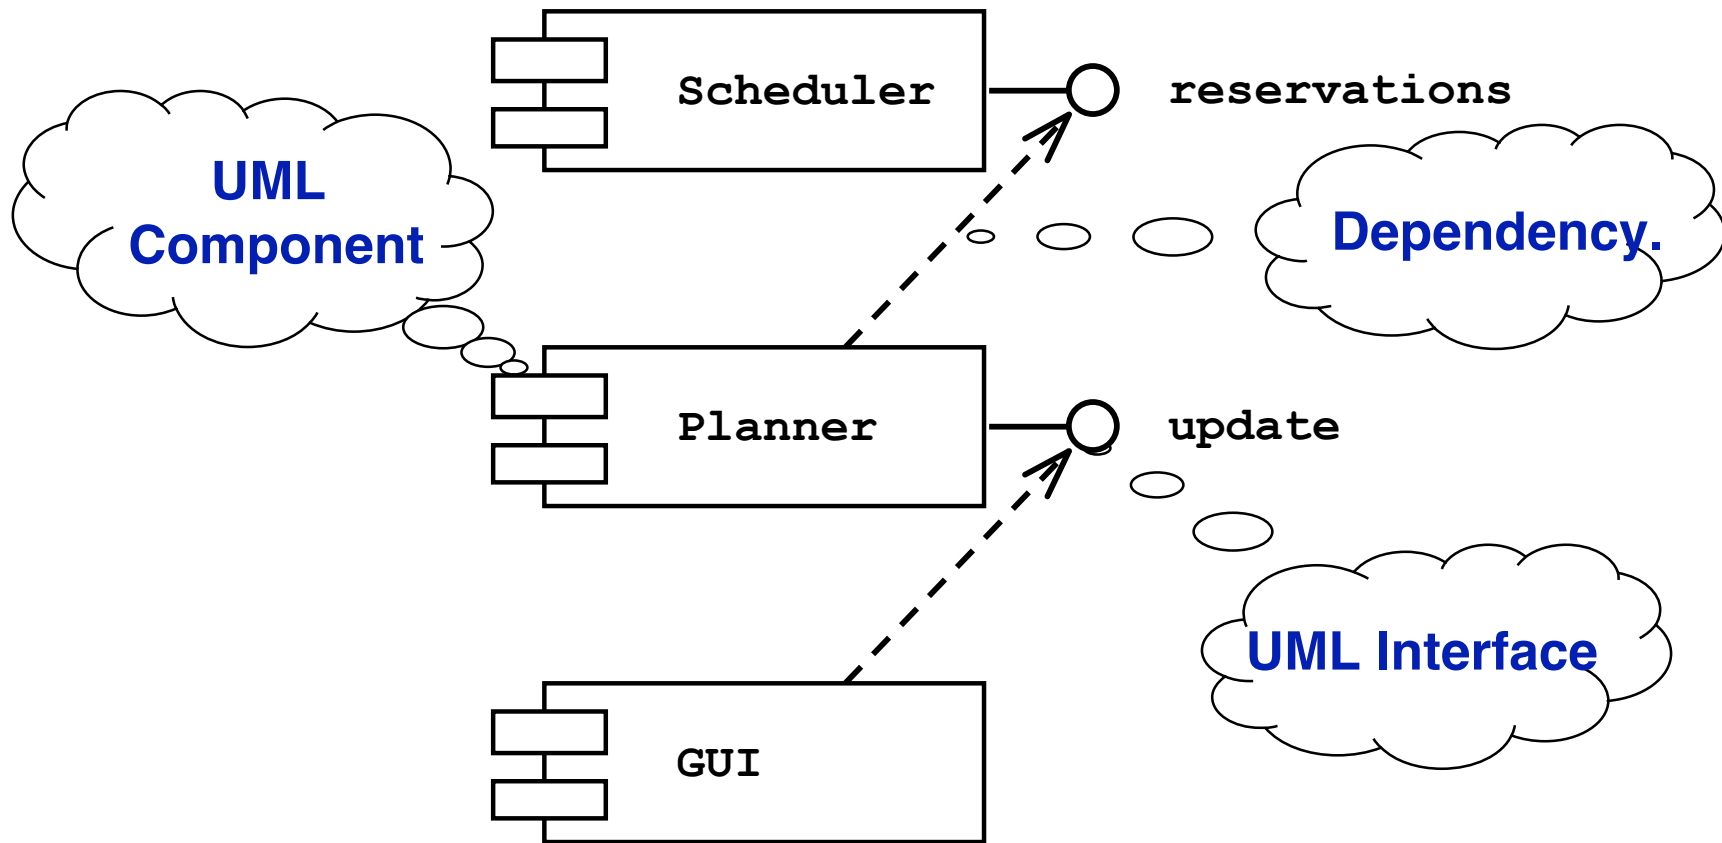 Scheduler
reservations
UML
Component
Dependency.
Planner
update
UML Interface
GUI